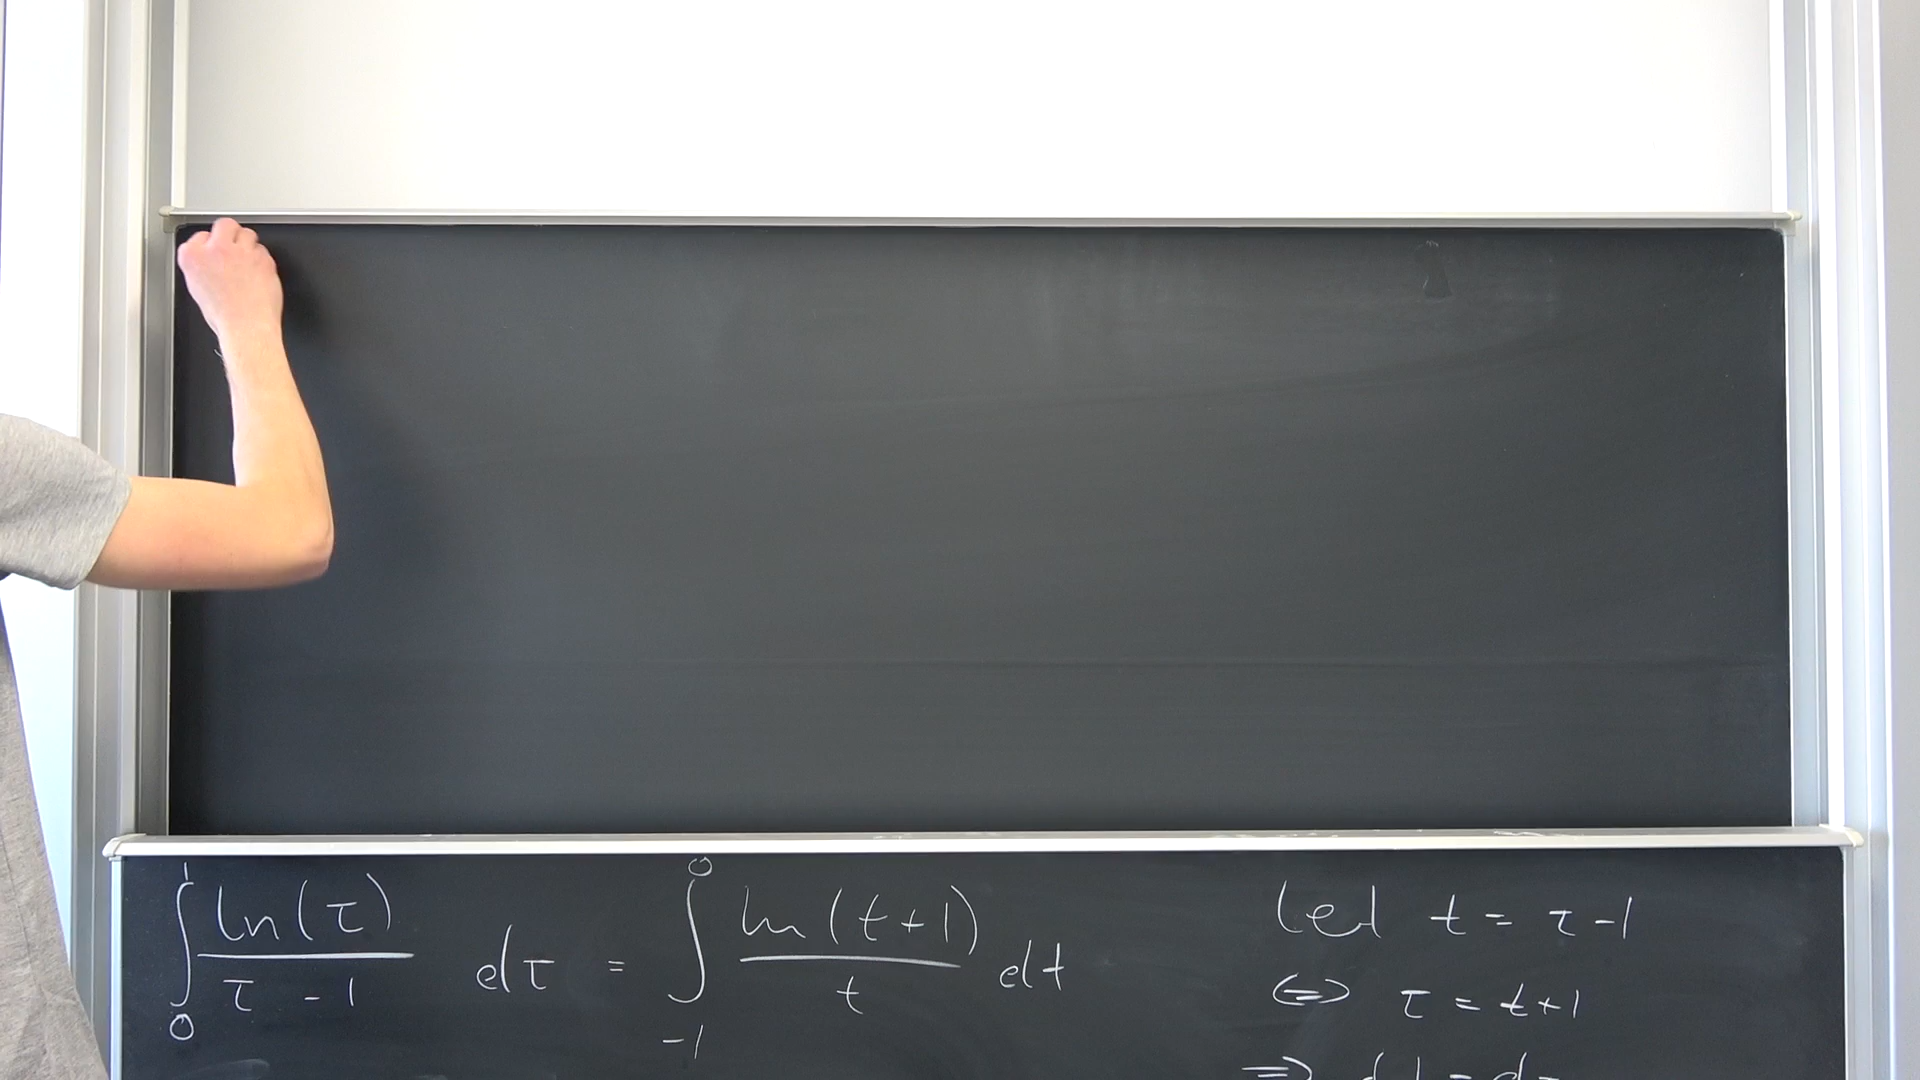 ∫₀¹ ln(τ)/(τ - 1) dτ = ∫₋₁⁰ ln(t+1)/t dt
let t = τ - 1
⇔ τ = t+1
⇒ dt = dτ